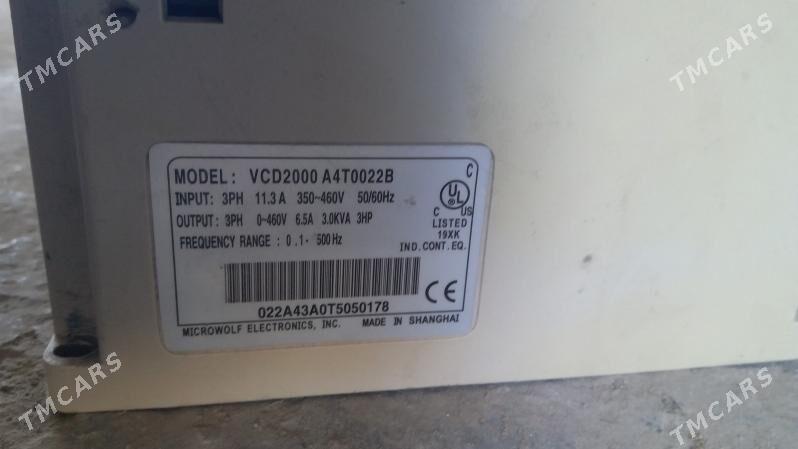 TMCARS
TMCARS
MODEL: VCD2000 A4T0022B
INPUT: 3PH 11.3 A 350~460V 50/60Hz
OUTPUT: 3PH 0~460V 6.5A 3.0KVA 3HP
FREQUENCY RANGE : 0.1- 500Hz
C
UL
C US
LISTED
19XK
IND.CONT.EQ.
022A43A0T5050178
CE
MICROWOLF ELECTRONICS, INC. MADE IN SHANGHAI
TMCARS
TMCARS